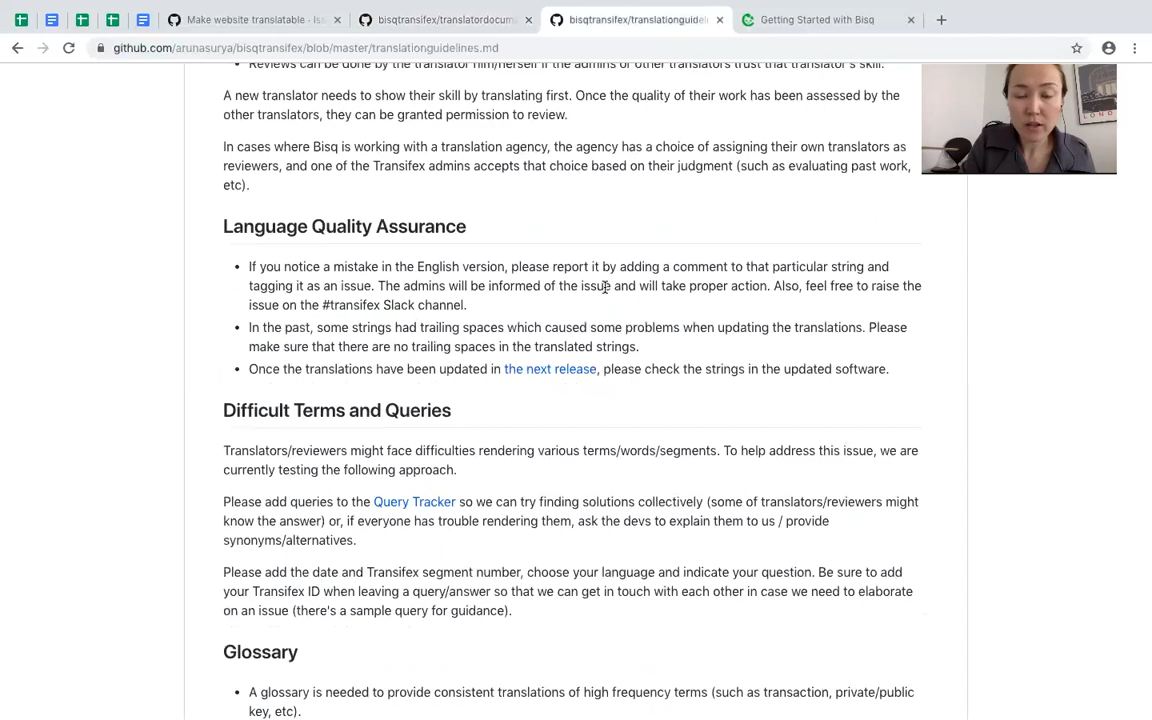 Make website translatable · Iss
bisqtransifex/translatordocum
bisqtransifex/translationguideli
Getting Started with Bisq
github.com/arunasurya/bisqtransifex/blob/master/translationguidelines.md
Reviews can be done by the translator him/herself if the admins or other translators trust that translator's skill.
A new translator needs to show their skill by translating first. Once the quality of their work has been assessed by the
other translators, they can be granted permission to review.
In cases where Bisq is working with a translation agency, the agency has a choice of assigning their own translators as
reviewers, and one of the Transifex admins accepts that choice based on their judgment (such as evaluating past work,
etc).
Language Quality Assurance
• If you notice a mistake in the English version, please report it by adding a comment to that particular string and
tagging it as an issue. The admins will be informed of the issue and will take proper action. Also, feel free to raise the
issue on the #transifex Slack channel.
• In the past, some strings had trailing spaces which caused some problems when updating the translations. Please
make sure that there are no trailing spaces in the translated strings.
• Once the translations have been updated in the next release, please check the strings in the updated software.
Difficult Terms and Queries
Translators/reviewers might face difficulties rendering various terms/words/segments. To help address this issue, we are
currently testing the following approach.
Please add queries to the Query Tracker so we can try finding solutions collectively (some of translators/reviewers might
know the answer) or, if everyone has trouble rendering them, ask the devs to explain them to us / provide
synonyms/alternatives.
Please add the date and Transifex segment number, choose your language and indicate your question. Be sure to add
your Transifex ID when leaving a query/answer so that we can get in touch with each other in case we need to elaborate
on an issue (there's a sample query for guidance).
Glossary
• A glossary is needed to provide consistent translations of high frequency terms (such as transaction, private/public
key, etc).